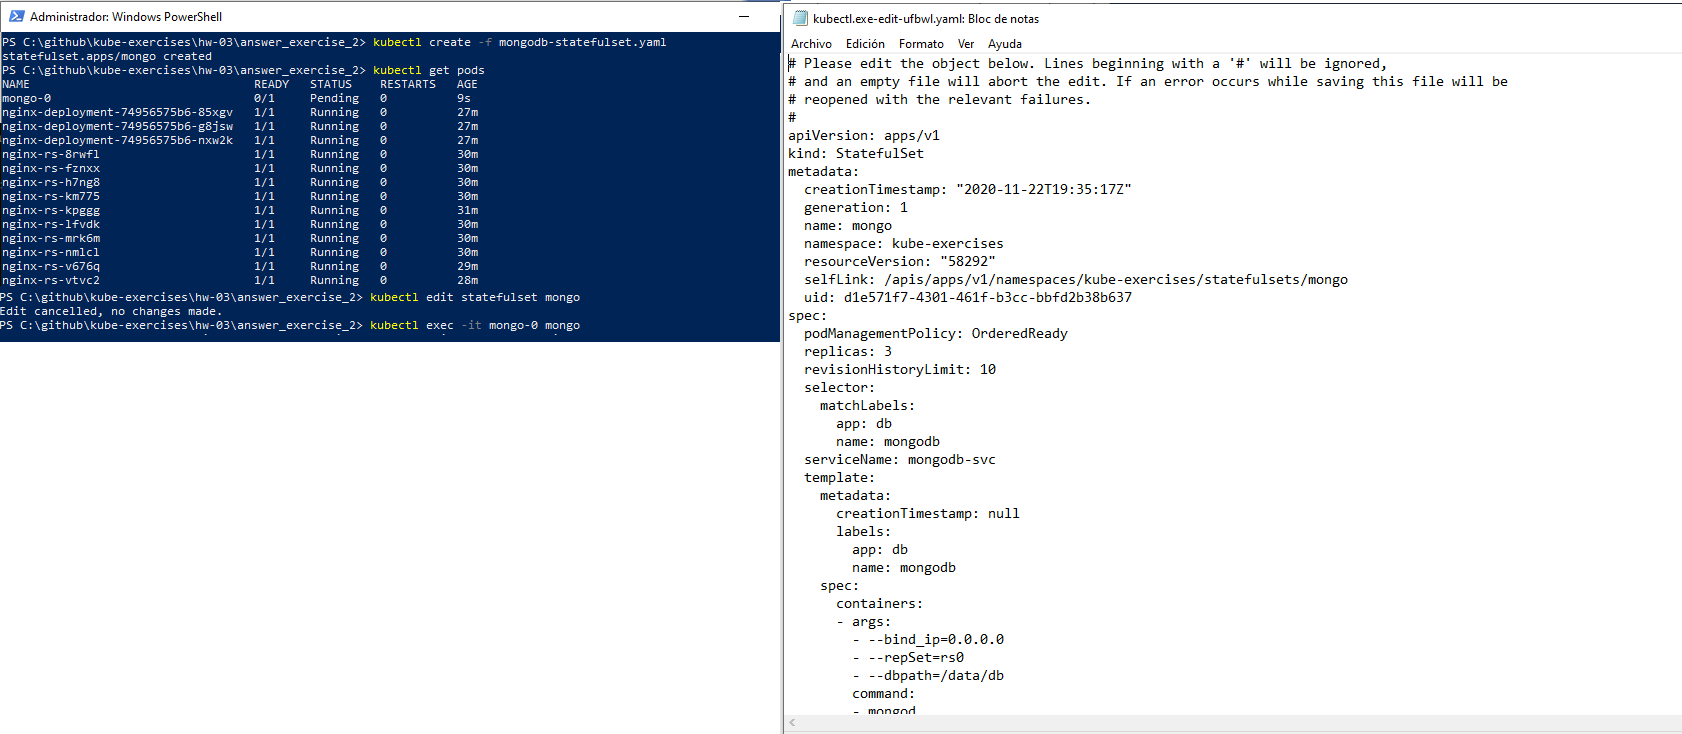 Administrador: Windows PowerShell
PS C:\github\kube-exercises\hw-03\answer_exercise_2> kubectl create -f mongodb-statefulset.yaml
statefulset.apps/mongo created
PS C:\github\kube-exercises\hw-03\answer_exercise_2> kubectl get pods
NAME READY STATUS RESTARTS AGE
mongo-0 0/1 Pending 0 9s
nginx-deployment-74956575b6-85xgv 1/1 Running 0 27m
nginx-deployment-74956575b6-g8jsw 1/1 Running 0 27m
nginx-deployment-74956575b6-nxw2k 1/1 Running 0 27m
nginx-rs-8rwfl 1/1 Running 0 30m
nginx-rs-fznxx 1/1 Running 0 30m
nginx-rs-h7ng8 1/1 Running 0 30m
nginx-rs-km775 1/1 Running 0 30m
nginx-rs-kpggg 1/1 Running 0 31m
nginx-rs-lfvdk 1/1 Running 0 30m
nginx-rs-mrk6m 1/1 Running 0 30m
nginx-rs-nmlcl 1/1 Running 0 30m
nginx-rs-v676q 1/1 Running 0 29m
nginx-rs-vtvc2 1/1 Running 0 28m
PS C:\github\kube-exercises\hw-03\answer_exercise_2> kubectl edit statefulset mongo
Edit cancelled, no changes made.
PS C:\github\kube-exercises\hw-03\answer_exercise_2> kubectl exec -it mongo-0 mongo
kubectl.exe-edit-ufbwl.yaml: Bloc de notas
Archivo Edición Formato Ver Ayuda
# Please edit the object below. Lines beginning with a '#' will be ignored,
# and an empty file will abort the edit. If an error occurs while saving this file will be
# reopened with the relevant failures.
#
apiVersion: apps/v1
kind: StatefulSet
metadata:
  creationTimestamp: "2020-11-22T19:35:17Z"
  generation: 1
  name: mongo
  namespace: kube-exercises
  resourceVersion: "58292"
  selfLink: /apis/apps/v1/namespaces/kube-exercises/statefulsets/mongo
  uid: d1e571f7-4301-461f-b3cc-bbfd2b38b637
spec:
  podManagementPolicy: OrderedReady
  replicas: 3
  revisionHistoryLimit: 10
  selector:
    matchLabels:
      app: db
      name: mongodb
  serviceName: mongodb-svc
  template:
    metadata:
      creationTimestamp: null
      labels:
        app: db
        name: mongodb
    spec:
      containers:
      - args:
        - --bind_ip=0.0.0.0
        - --repSet=rs0
        - --dbpath=/data/db
        command:
        - mongod